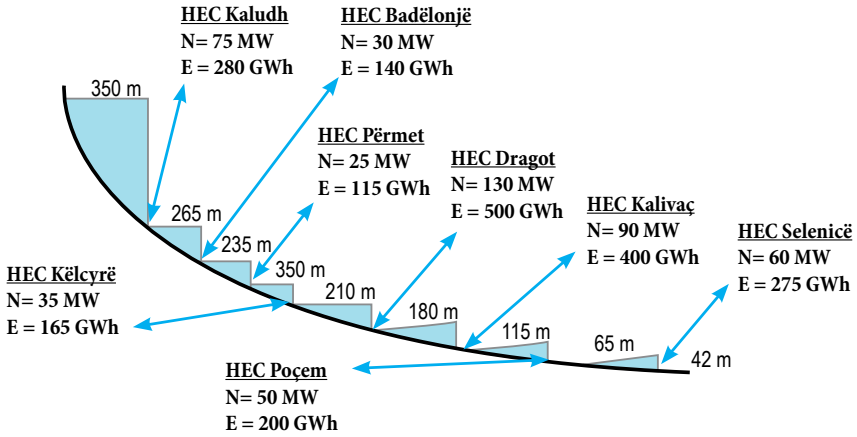 HEC Kaludh
N= 75 MW
E = 280 GWh
HEC Badëlonjë
N= 30 MW
E = 140 GWh
350 m
HEC Përmet
N= 25 MW
E = 115 GWh
HEC Dragot
N= 130 MW
E = 500 GWh
HEC Kalivaç
N= 90 MW
E = 400 GWh
HEC Selenicë
N= 60 MW
E = 275 GWh
265 m
235 m
350 m
210 m
180 m
115 m
65 m
42 m
HEC Këlcyrë
N= 35 MW
E = 165 GWh
HEC Poçem
N= 50 MW
E = 200 GWh